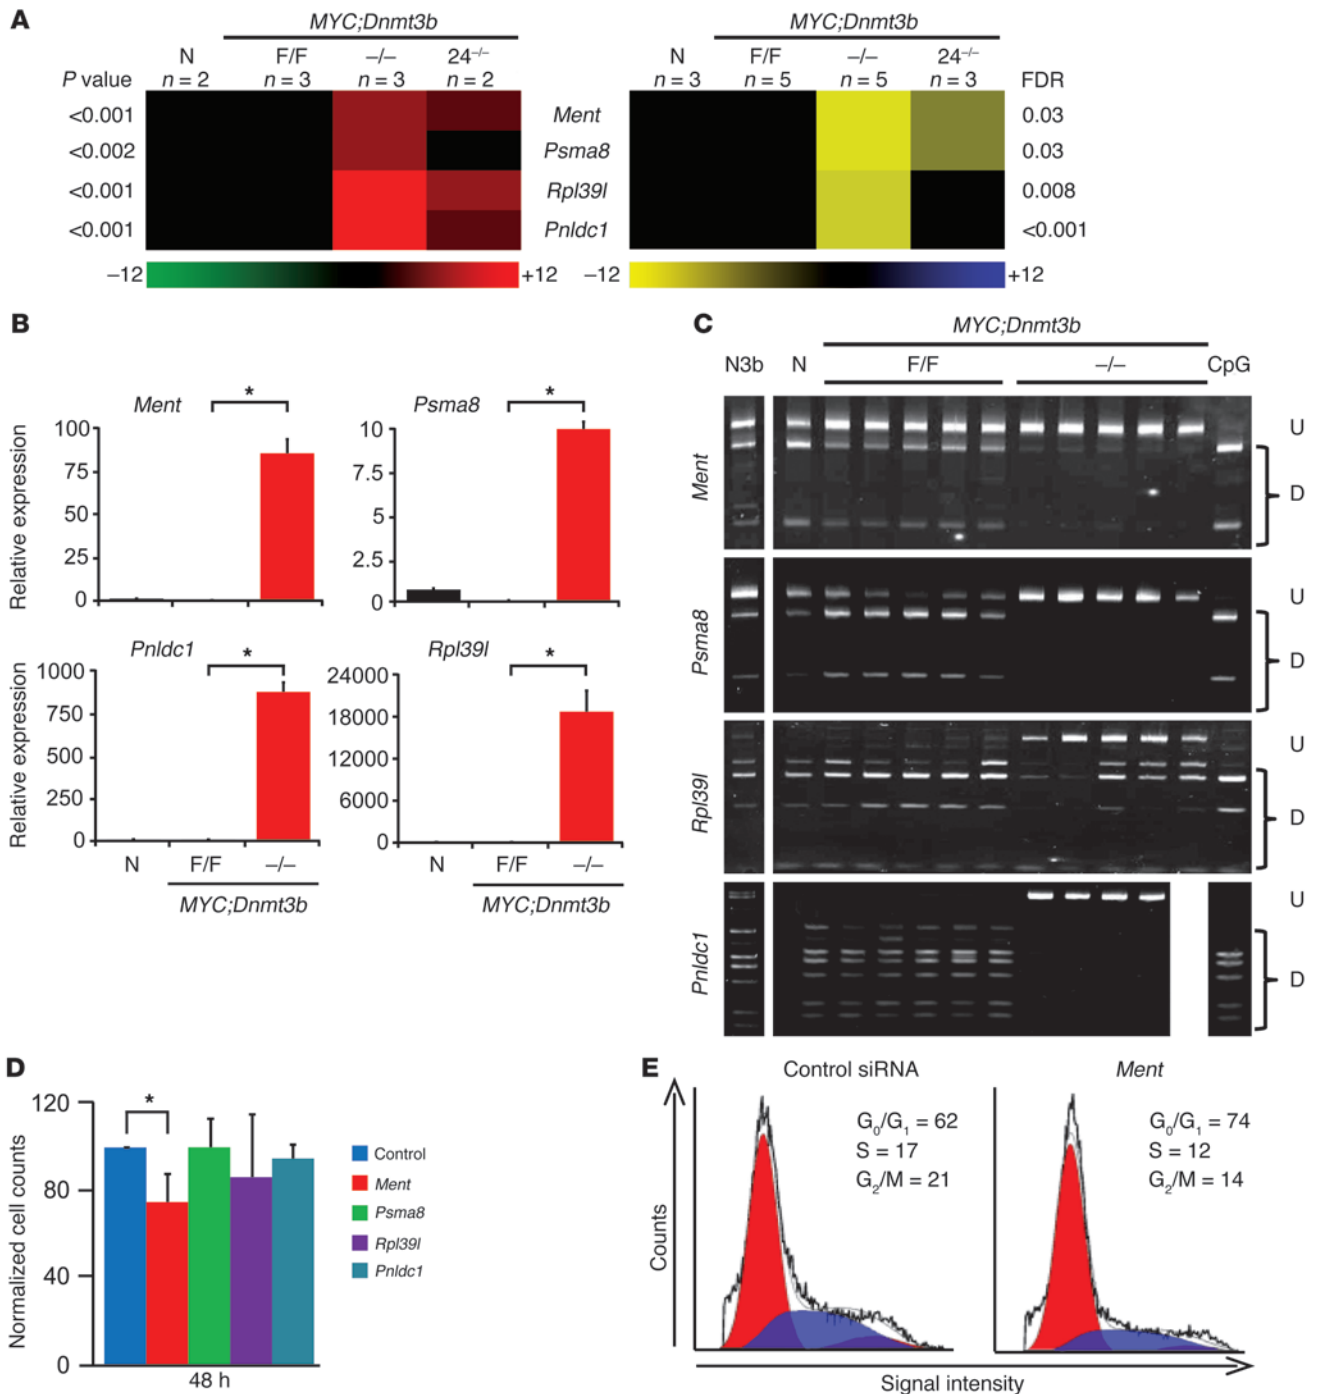 A
MYC;Dnmt3b
MYC;Dnmt3b
N F/F –/– 24–/–
N F/F –/– 24–/–
P value n = 2 n = 3 n = 3 n = 2
n = 3 n = 5 n = 5 n = 3 FDR
<0.001 Ment 0.03
<0.002 Psma8 0.03
<0.001 Rpl39l 0.008
<0.001 Pnldc1 <0.001
–12 +12 –12 +12
B
Ment *
Relative expression
100
75
50
25
0
Psma8 *
10
7.5
5
2.5
0
Pnldc1 *
Relative expression
1000
750
500
250
0
N F/F –/–
MYC;Dnmt3b
Rpl39l *
24000
18000
12000
6000
0
N F/F –/–
MYC;Dnmt3b
C
MYC;Dnmt3b
N3b N F/F –/– CpG
Ment
U
D
Psma8
U
D
Rpl39l
U
D
Pnldc1
U
D
D
Normalized cell counts
120
80
40
0
*
48 h
Control
Ment
Psma8
Rpl39l
Pnldc1
E
Control siRNA
G0/G1 = 62
S = 17
G2/M = 21
Ment
G0/G1 = 74
S = 12
G2/M = 14
Counts
Signal intensity